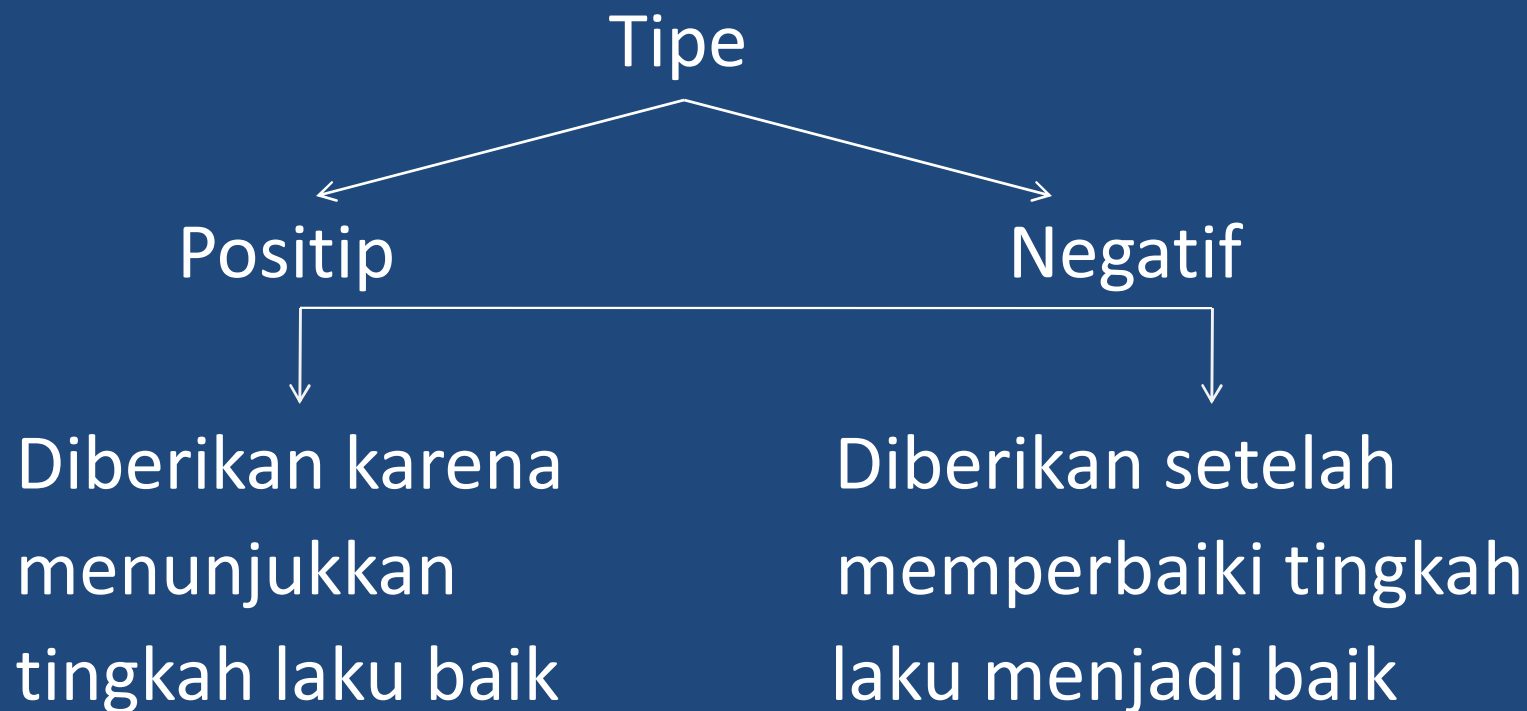 Tipe
Positip
Negatif
Diberikan karena
menunjukkan
tingkah laku baik
Diberikan setelah
memperbaiki tingkah
laku menjadi baik